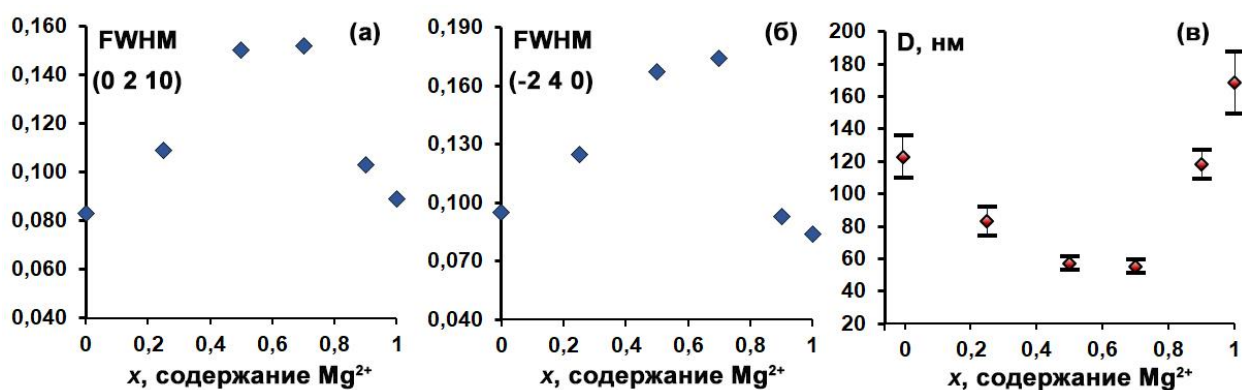 FWHM
(0 2 10)
(а)
0,160
0,140
0,120
0,100
0,080
0,060
0,040
0 0,2 0,4 0,6 0,8 1
x, содержание Mg²⁺
FWHM
(-2 4 0)
(б)
0,190
0,160
0,130
0,100
0,070
0,040
0 0,2 0,4 0,6 0,8 1
x, содержание Mg²⁺
D, нм
(в)
200
180
160
140
120
100
80
60
40
20
0 0,2 0,4 0,6 0,8 1
x, содержание Mg²⁺